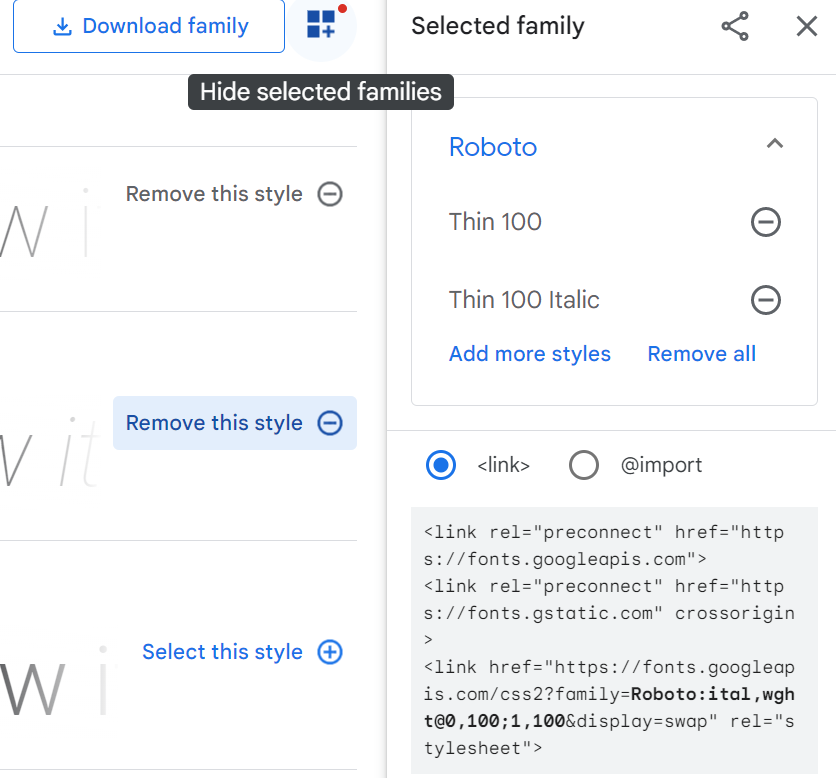 Download family
Hide selected families
Remove this style
w i
Remove this style
w it
Select this style
w i
Selected family
Roboto
Thin 100
Thin 100 Italic
Add more styles Remove all
<link> @import
<link rel="preconnect" href="http
s://fonts.googleapis.com">
<link rel="preconnect" href="http
s://fonts.gstatic.com" crossorigin
>
<link href="https://fonts.googleap
is.com/css2?family=Roboto:ital,wgh
t@0,100;1,100&display=swap" rel="s
tylesheet">